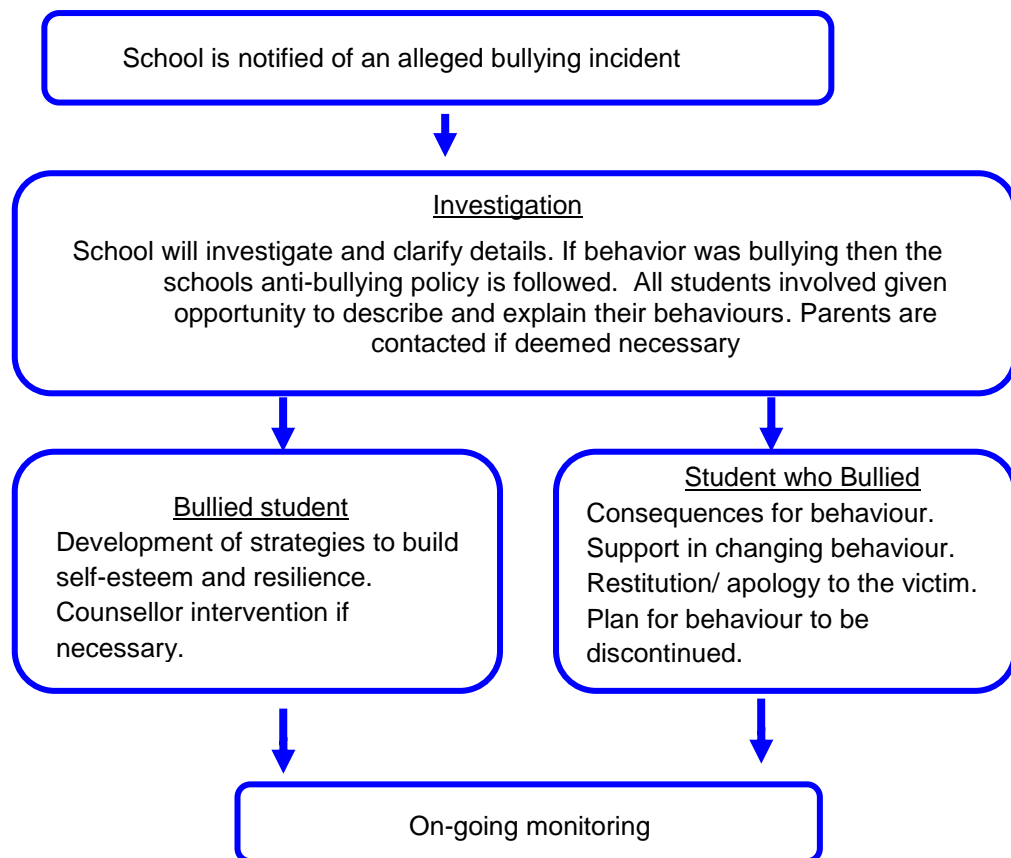 School is notified of an alleged bullying incident
Investigation
School will investigate and clarify details. If behavior was bullying then the
schools anti-bullying policy is followed.  All students involved given
opportunity to describe and explain their behaviours. Parents are
contacted if deemed necessary
Bullied student
Development of strategies to build
self-esteem and resilience.
Counsellor intervention if
necessary.
Student who Bullied
Consequences for behaviour.
Support in changing behaviour.
Restitution/ apology to the victim.
Plan for behaviour to be
discontinued.
On-going monitoring